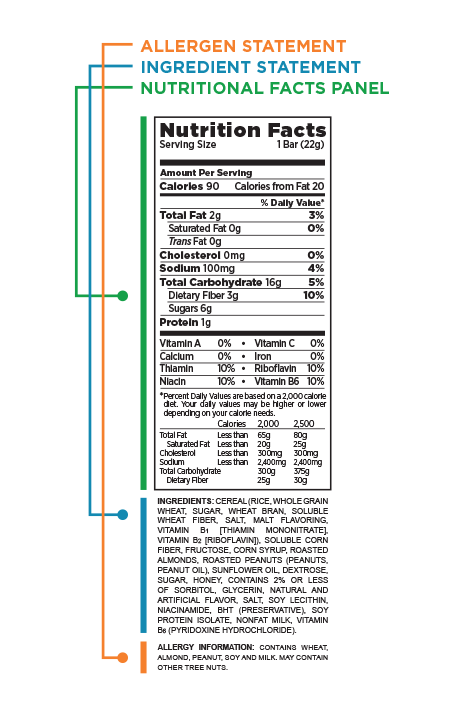 ALLERGEN STATEMENT
INGREDIENT STATEMENT
NUTRITIONAL FACTS PANEL
Nutrition Facts
Serving Size 1 Bar (22g)
Amount Per Serving
Calories 90 Calories from Fat 20
% Daily Value*
Total Fat 2g 3%
Saturated Fat 0g 0%
Trans Fat 0g
Cholesterol 0mg 0%
Sodium 100mg 4%
Total Carbohydrate 16g 5%
Dietary Fiber 3g 10%
Sugars 6g
Protein 1g
Vitamin A 0% • Vitamin C 0%
Calcium 0% • Iron 0%
Thiamin 10% • Riboflavin 10%
Niacin 10% • Vitamin B6 10%
*Percent Daily Values are based on a 2,000 calorie
diet. Your daily values may be higher or lower
depending on your calorie needs.
Calories 2,000 2,500
Total Fat Less than 65g 80g
Saturated Fat Less than 20g 25g
Cholesterol Less than 300mg 300mg
Sodium Less than 2,400mg 2,400mg
Total Carbohydrate 300g 375g
Dietary Fiber 25g 30g
INGREDIENTS: CEREAL (RICE, WHOLE GRAIN
WHEAT, SUGAR, WHEAT BRAN, SOLUBLE
WHEAT FIBER, SALT, MALT FLAVORING,
VITAMIN B1 [THIAMIN MONONITRATE],
VITAMIN B2 [RIBOFLAVIN]), SOLUBLE CORN
FIBER, FRUCTOSE, CORN SYRUP, ROASTED
ALMONDS, ROASTED PEANUTS (PEANUTS,
PEANUT OIL), SUNFLOWER OIL, DEXTROSE,
SUGAR, HONEY, CONTAINS 2% OR LESS
OF SORBITOL, GLYCERIN, NATURAL AND
ARTIFICIAL FLAVOR, SALT, SOY LECITHIN,
NIACINAMIDE, BHT (PRESERVATIVE), SOY
PROTEIN ISOLATE, NONFAT MILK, VITAMIN
B6 (PYRIDOXINE HYDROCHLORIDE).
ALLERGY INFORMATION: CONTAINS WHEAT,
ALMOND, PEANUT, SOY AND MILK. MAY CONTAIN
OTHER TREE NUTS.